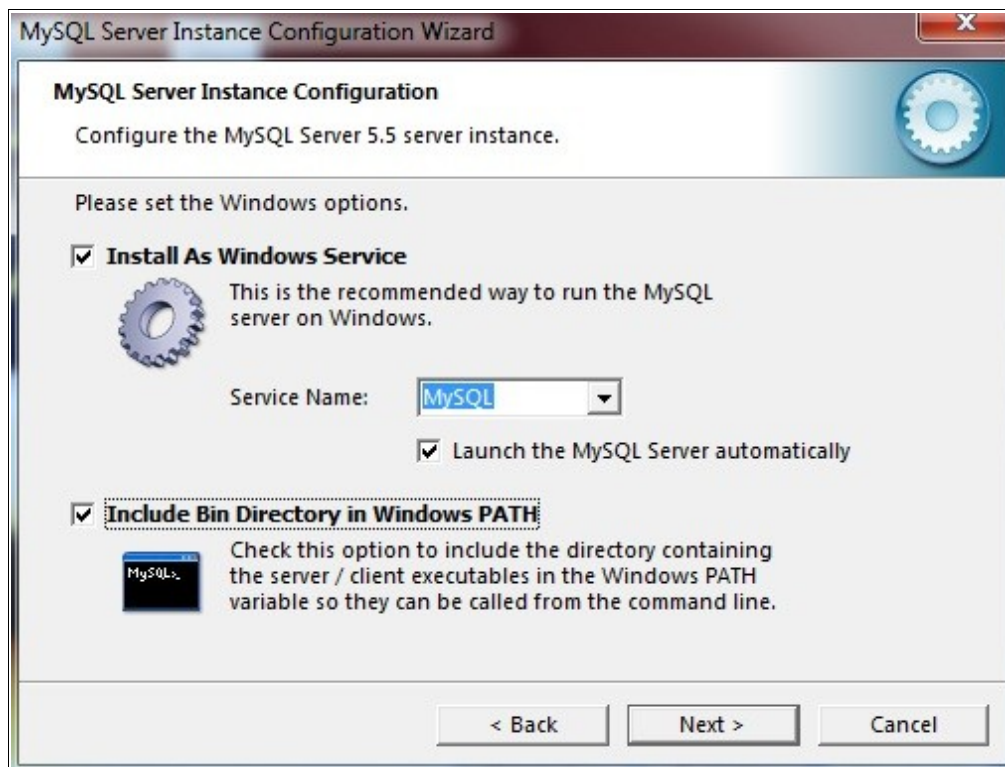 MySQL Server Instance Configuration Wizard
X
MySQL Server Instance Configuration
Configure the MySQL Server 5.5 server instance.
Please set the Windows options.
Install As Windows Service
This is the recommended way to run the MySQL
server on Windows.
Service Name:
MySQL
Launch the MySQL Server automatically
Include Bin Directory in Windows PATH
MySQL>_
Check this option to include the directory containing
the server / client executables in the Windows PATH
variable so they can be called from the command line.
< Back
Next >
Cancel